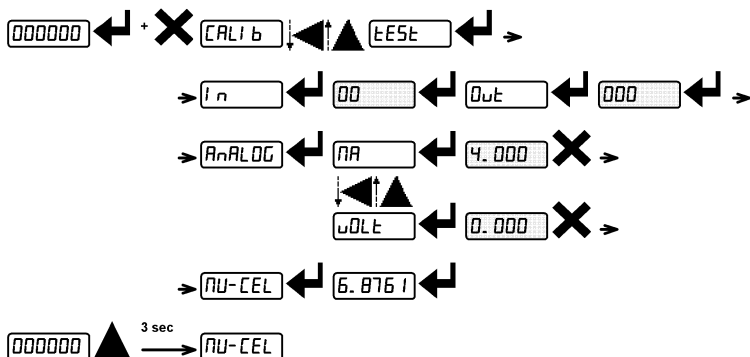 000000 + CALIb tESt
In 00 Out 000
AnALOG MA 4.000
vOLt 0.000
MU-CEL 6.8761
3 sec
000000 MU-CEL